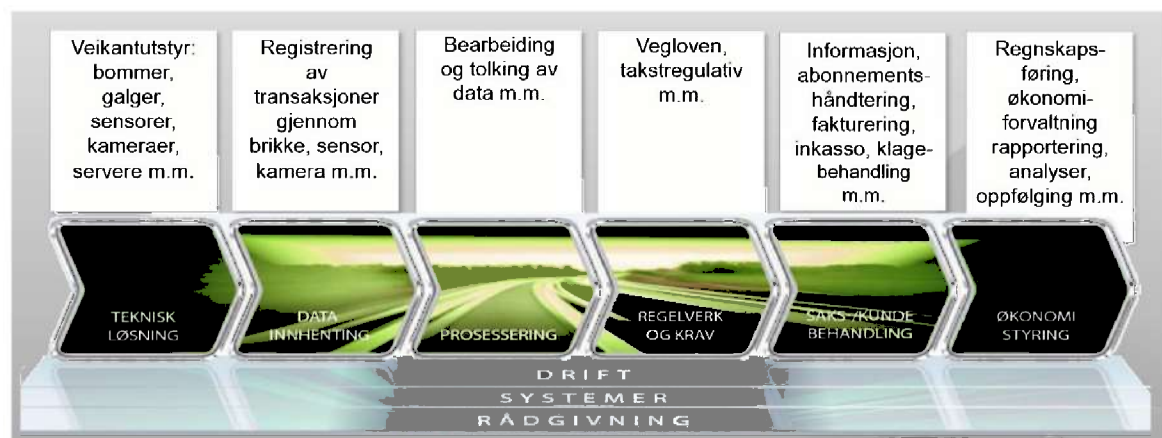 Veikantutstyr:
bommer,
galger,
sensorer,
kameraer,
servere m.m.
Registrering
av
transaksjoner
gjennom
brikke, sensor,
kamera m.m.
Bearbeiding
og tolking av
data m.m.
Vegloven,
takstregulativ
m.m.
Informasjon,
abonnements-
håndtering,
fakturering,
inkasso, klage-
behandling
m.m.
Regnskaps-
føring,
økonomi-
forvaltning
rapportering,
analyser,
oppfølging m.m.
TEKNISK
LØSNING
DATA
INNHENTING
PROSESSERING
REGELVERK
OG KRAV
SAKS-/KUNDE
BEHANDLING
ØKONOMI
STYRING
DRIFT
SYSTEMER
RÅDGIVNING